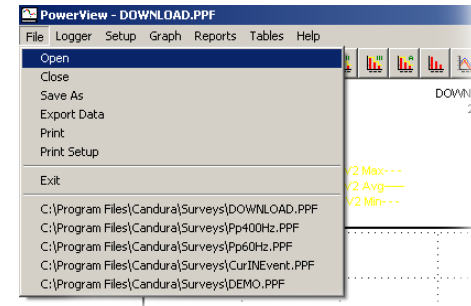 PowerView - DOWNLOAD.PPF
File Logger Setup Graph Reports Tables Help
Open
Close
Save As
Export Data
Print
Print Setup
Exit
C:\Program Files\Candura\Surveys\DOWNLOAD.PPF
C:\Program Files\Candura\Surveys\Pp400Hz.PPF
C:\Program Files\Candura\Surveys\Pp60Hz.PPF
C:\Program Files\Candura\Surveys\CurINEvent.PPF
C:\Program Files\Candura\Surveys\DEMO.PPF
DOWN
2
V2 Max---
V2 Avg——
V2 Min---